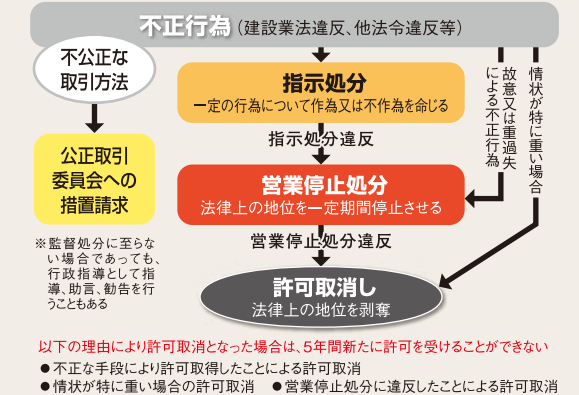 不正行為（建設業法違反、他法令違反等）
不公正な
取引方法
公正取引
委員会への
措置請求
※監督処分に至らな
い場合であっても、
行政指導として指
導、助言、勧告を行
うこともある
指示処分
一定の行為について作為又は不作為を命じる
指示処分違反
営業停止処分
法律上の地位を一定期間停止させる
営業停止処分違反
許可取消し
法律上の地位を剥奪
故意又は重過失
による不正行為
情状が特に重い場合
以下の理由により許可取消となった場合は、5年間新たに許可を受けることができない
●不正な手段により許可取得したことによる許可取消
●情状が特に重い場合の許可取消 ●営業停止処分に違反したことによる許可取消